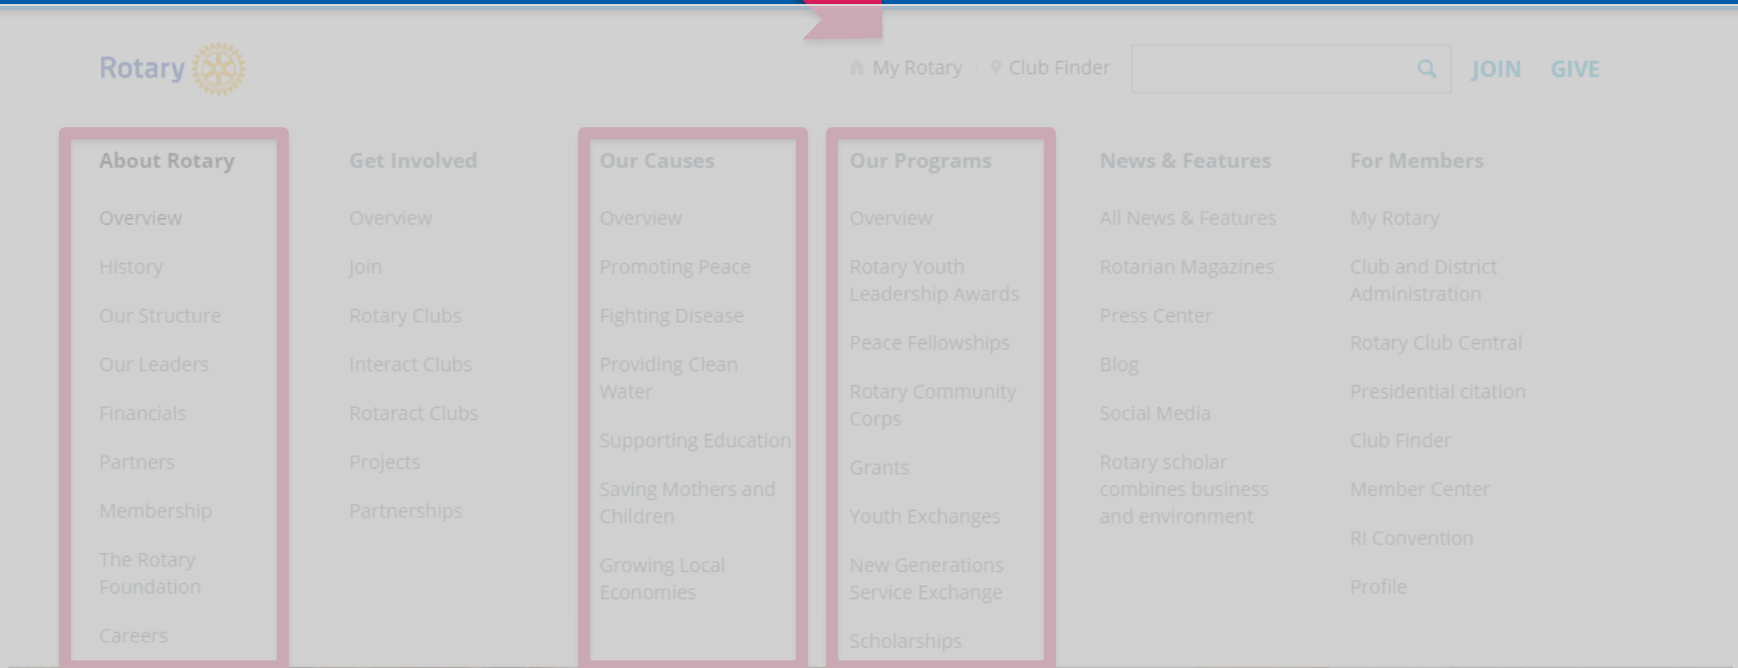 Rotary
My Rotary
Club Finder
JOIN
GIVE
About Rotary
Overview
History
Our Structure
Our Leaders
Financials
Partners
Membership
The Rotary
Foundation
Careers
Get Involved
Overview
Join
Rotary Clubs
Interact Clubs
Rotaract Clubs
Projects
Partnerships
Our Causes
Overview
Promoting Peace
Fighting Disease
Providing Clean
Water
Supporting Education
Saving Mothers and
Children
Growing Local
Economies
Our Programs
Overview
Rotary Youth
Leadership Awards
Peace Fellowships
Rotary Community
Corps
Grants
Youth Exchanges
New Generations
Service Exchange
Scholarships
News & Features
All News & Features
Rotarian Magazines
Press Center
Blog
Social Media
Rotary scholar
combines business
and environment
For Members
My Rotary
Club and District
Administration
Rotary Club Central
Presidential citation
Club Finder
Member Center
RI Convention
Profile